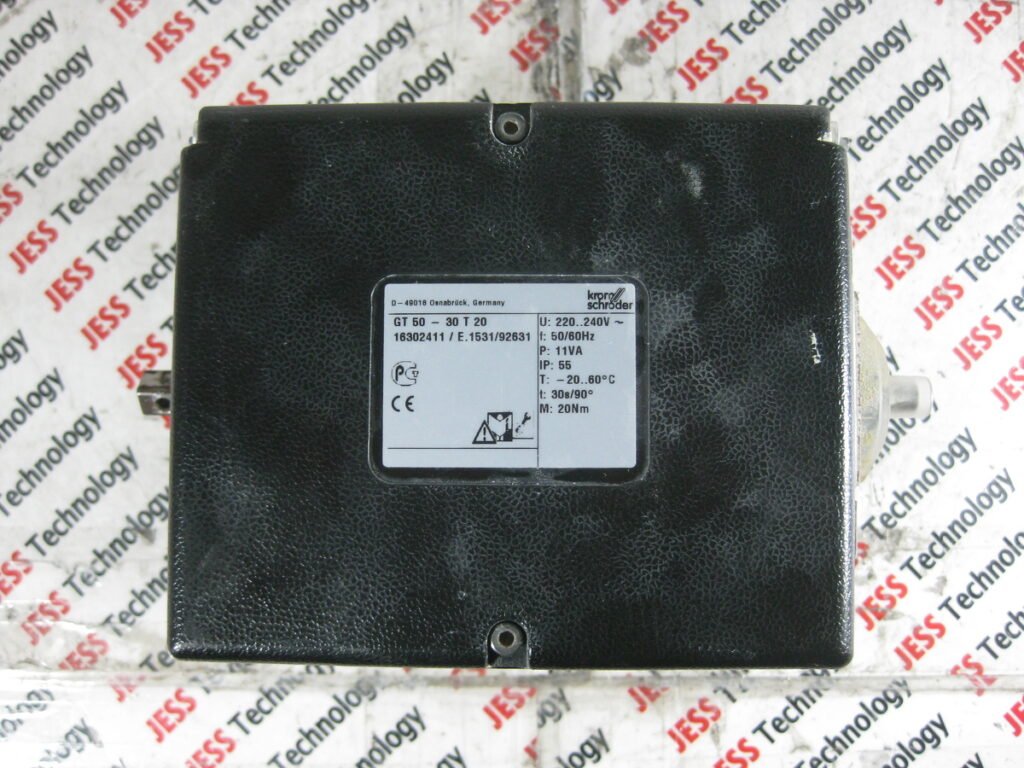 D-49018 Osnabrück, Germany
krom
schröder
GT 50 - 30 T 20
16302411 / E.1531/92631
U: 220..240V ~
f: 50/60Hz
P: 11VA
IP: 55
T: -20..60°C
t: 30s/90°
M: 20Nm
CE
JESS Technology